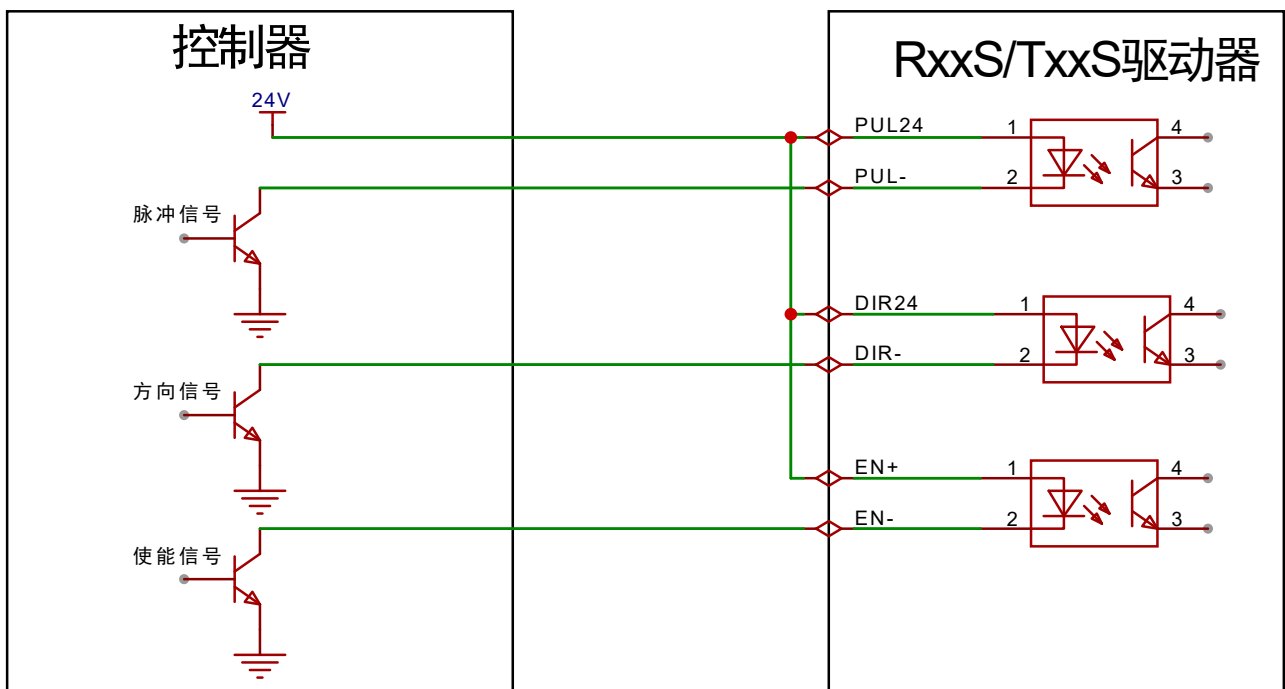 控制器
RxxS/TxxS驱动器
24V
PUL24
1
4
PUL-
2
3
脉冲信号
DIR24
1
4
DIR-
2
3
方向信号
EN+
1
4
EN-
2
3
使能信号